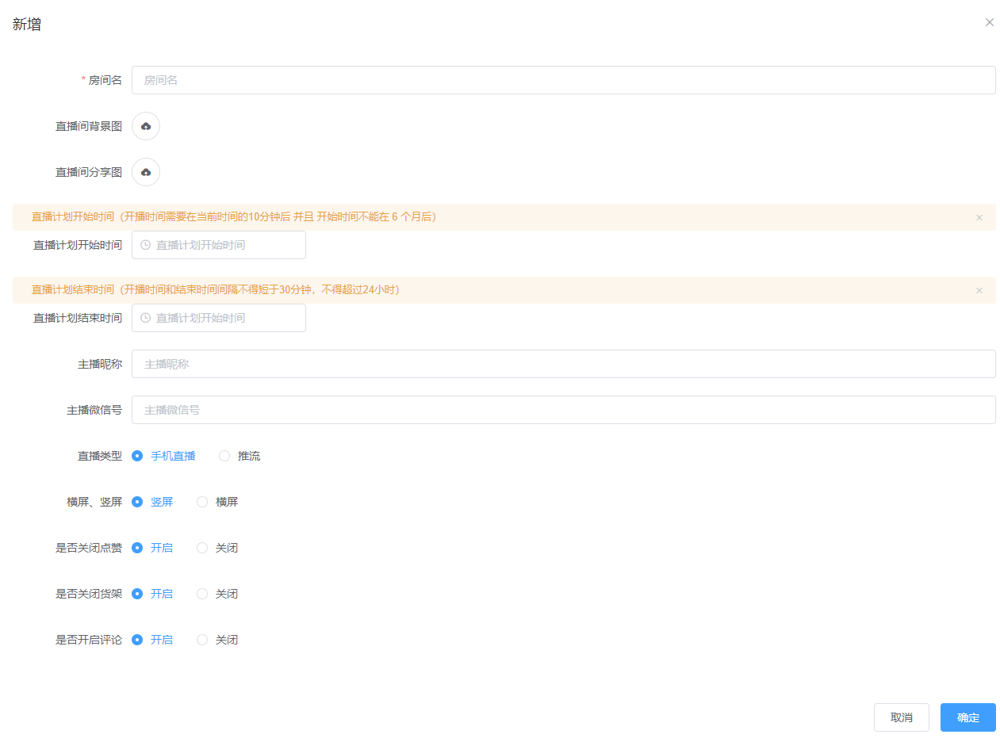 新增
* 房间名 房间名
直播间背景图
直播间分享图
直播计划开始时间（开播时间需要在当前时间的10分钟后 并且 开始时间不能在 6 个月后）
直播计划开始时间 直播计划开始时间
直播计划结束时间（开播时间和结束时间间隔不得短于30分钟，不得超过24小时）
直播计划结束时间 直播计划开始时间
主播昵称 主播昵称
主播微信号 主播微信号
直播类型 手机直播 推流
横屏、竖屏 竖屏 横屏
是否关闭点赞 开启 关闭
是否关闭货架 开启 关闭
是否开启评论 开启 关闭
取消 确定